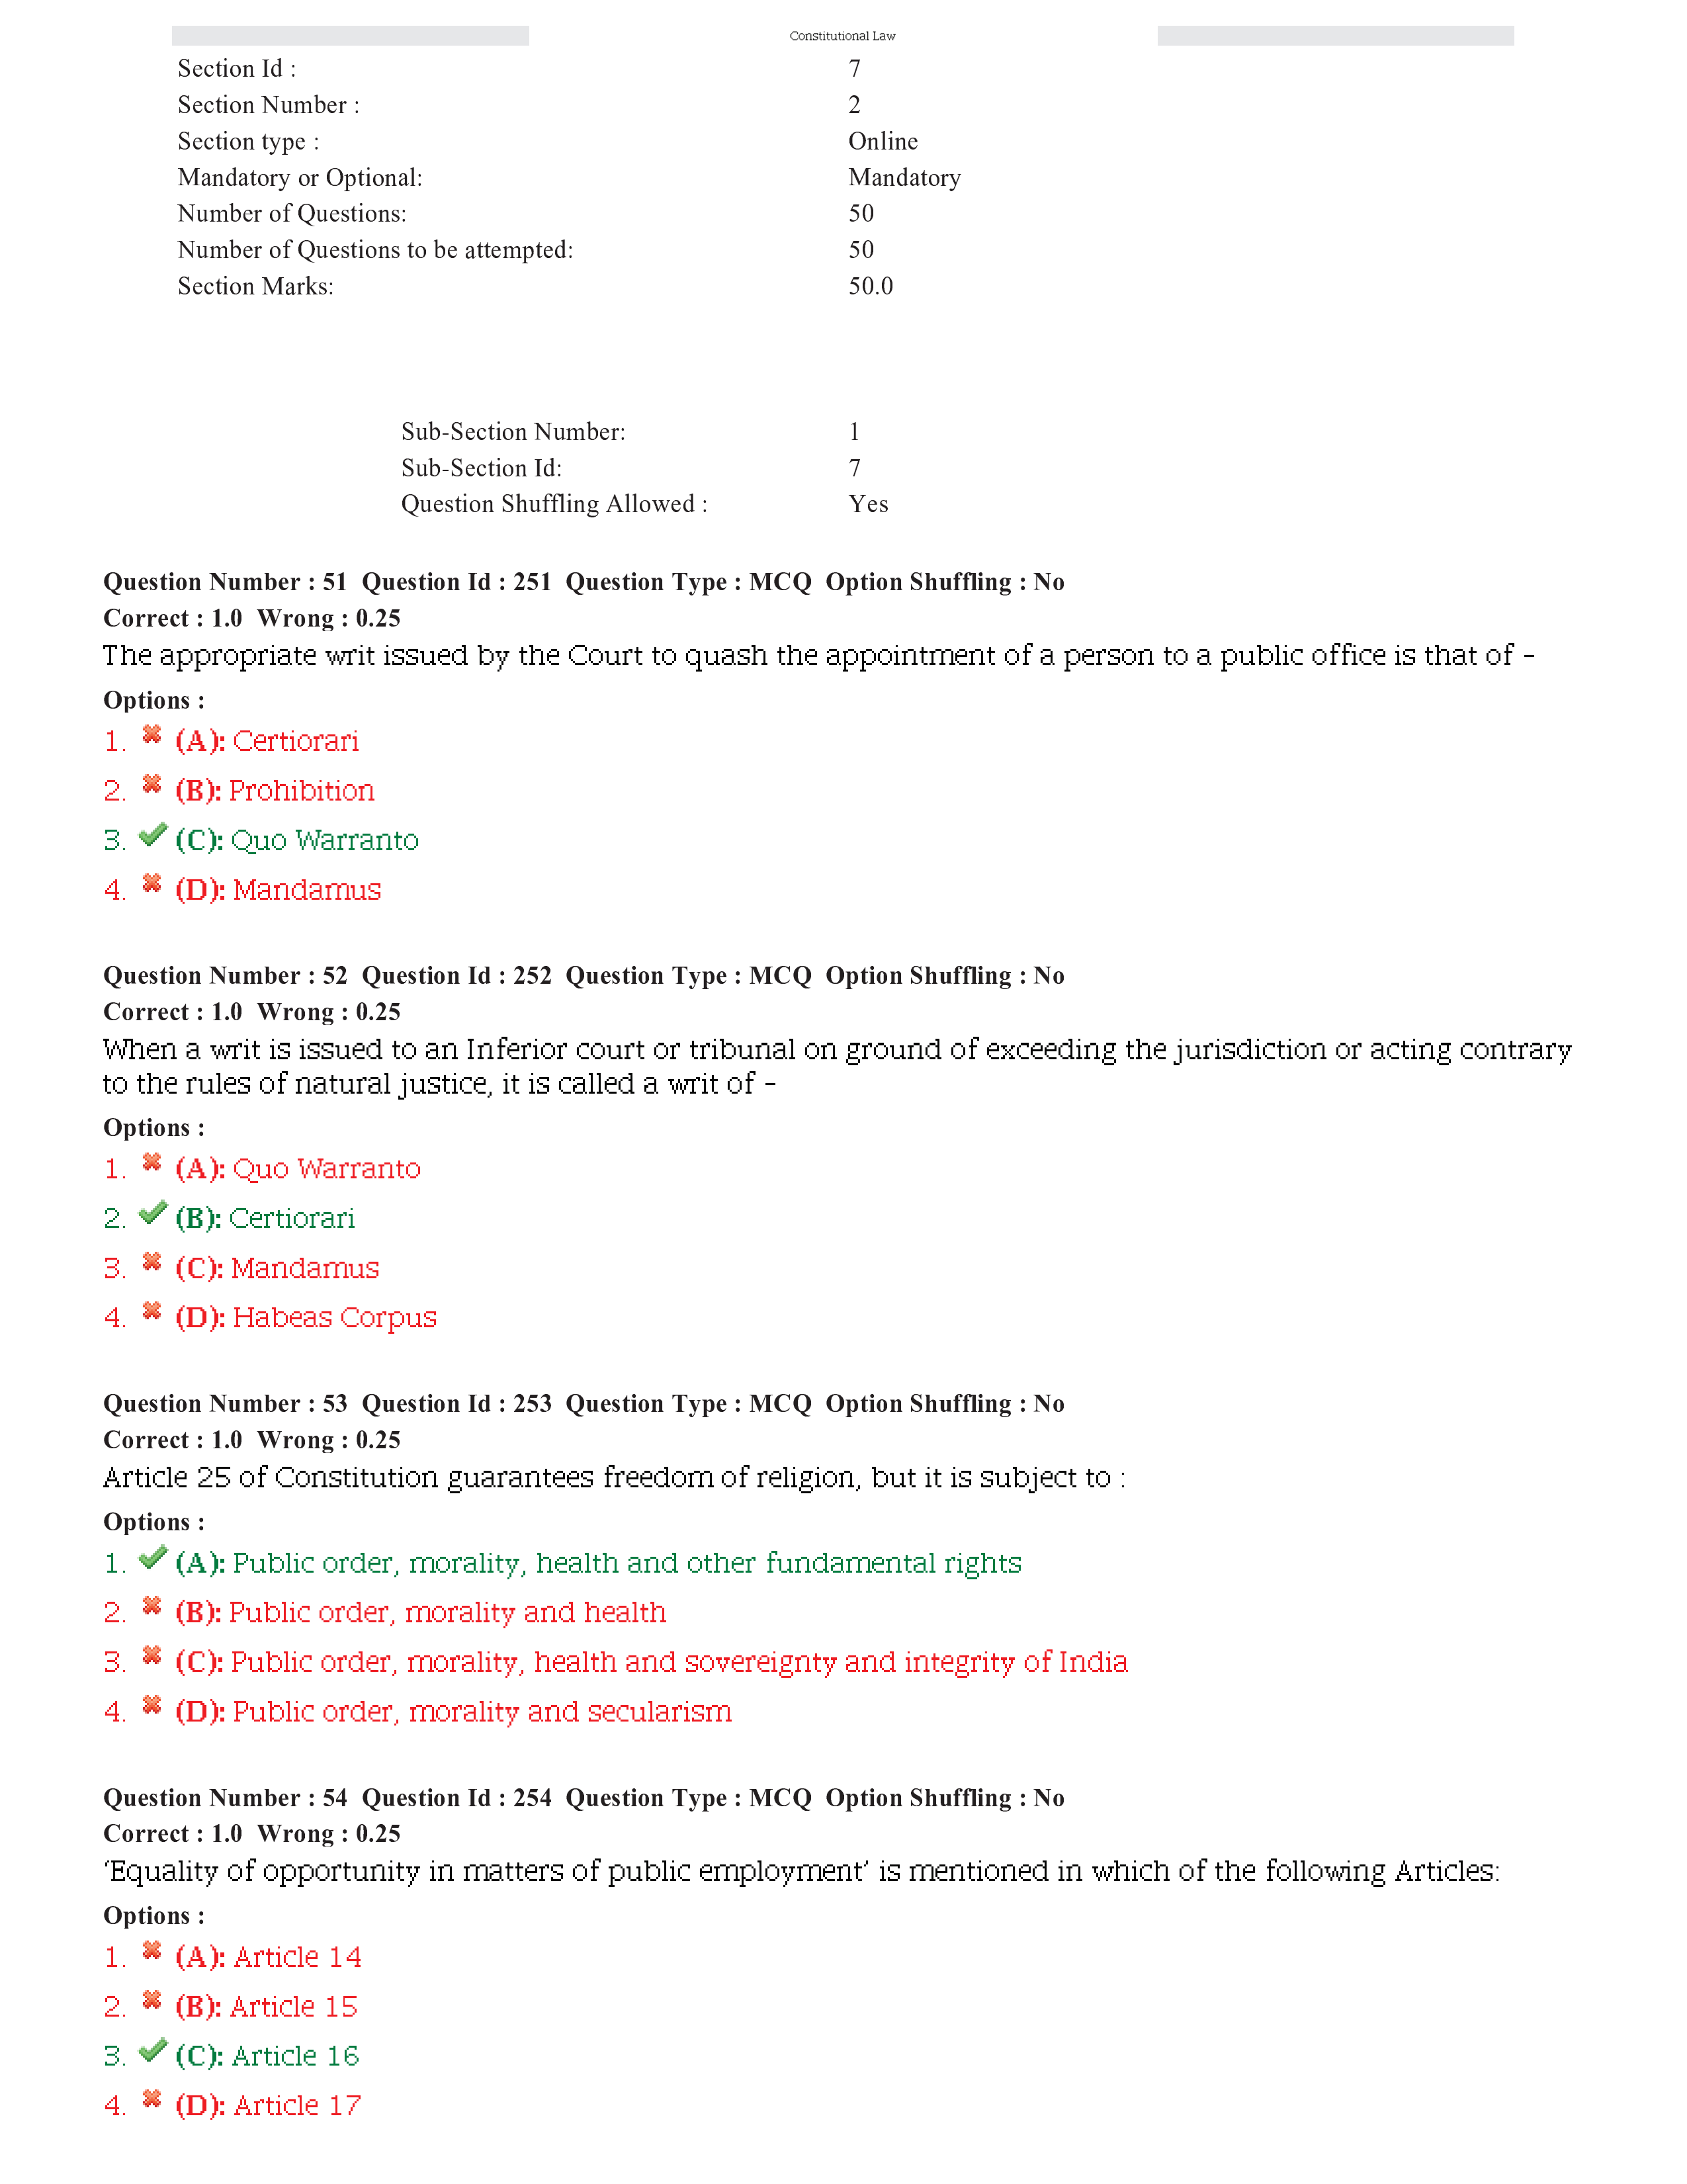 Constitutional Law
Section Id : 7
Section Number : 2
Section type : Online
Mandatory or Optional: Mandatory
Number of Questions: 50
Number of Questions to be attempted: 50
Section Marks: 50.0
Sub-Section Number: 1
Sub-Section Id: 7
Question Shuffling Allowed : Yes
Question Number : 51 Question Id : 251 Question Type : MCQ Option Shuffling : No
Correct : 1.0 Wrong : 0.25
The appropriate writ issued by the Court to quash the appointment of a person to a public office is that of -
Options :
1. (A): Certiorari
2. (B): Prohibition
3. (C): Quo Warranto
4. (D): Mandamus
Question Number : 52 Question Id : 252 Question Type : MCQ Option Shuffling : No
Correct : 1.0 Wrong : 0.25
When a writ is issued to an Inferior court or tribunal on ground of exceeding the jurisdiction or acting contrary
to the rules of natural justice, it is called a writ of -
Options :
1. (A): Quo Warranto
2. (B): Certiorari
3. (C): Mandamus
4. (D): Habeas Corpus
Question Number : 53 Question Id : 253 Question Type : MCQ Option Shuffling : No
Correct : 1.0 Wrong : 0.25
Article 25 of Constitution guarantees freedom of religion, but it is subject to :
Options :
1. (A): Public order, morality, health and other fundamental rights
2. (B): Public order, morality and health
3. (C): Public order, morality, health and sovereignty and integrity of India
4. (D): Public order, morality and secularism
Question Number : 54 Question Id : 254 Question Type : MCQ Option Shuffling : No
Correct : 1.0 Wrong : 0.25
‘Equality of opportunity in matters of public employment’ is mentioned in which of the following Articles:
Options :
1. (A): Article 14
2. (B): Article 15
3. (C): Article 16
4. (D): Article 17